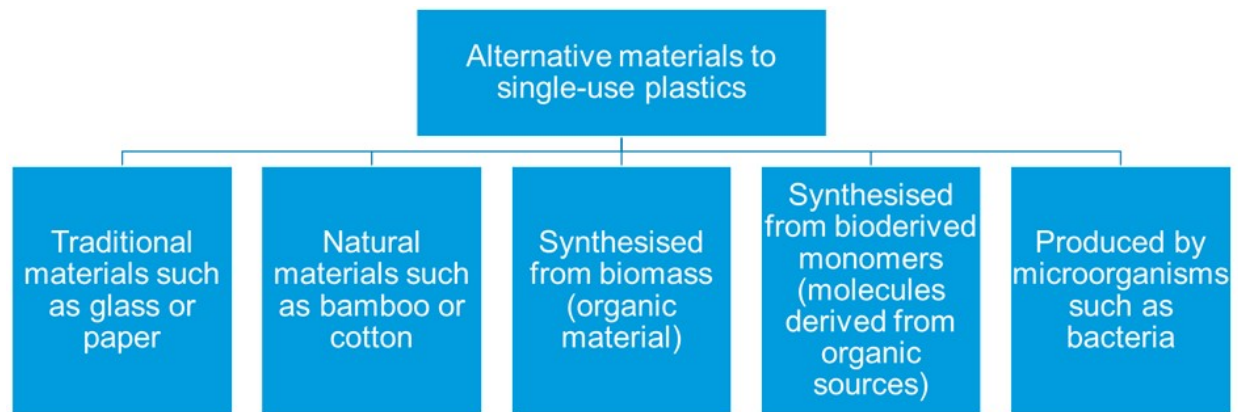 Alternative materials to
single-use plastics
Traditional
materials such
as glass or
paper
Natural
materials such
as bamboo or
cotton
Synthesised
from biomass
(organic
material)
Synthesised
from bioderived
monomers
(molecules
derived from
organic
sources)
Produced by
microorganisms
such as
bacteria